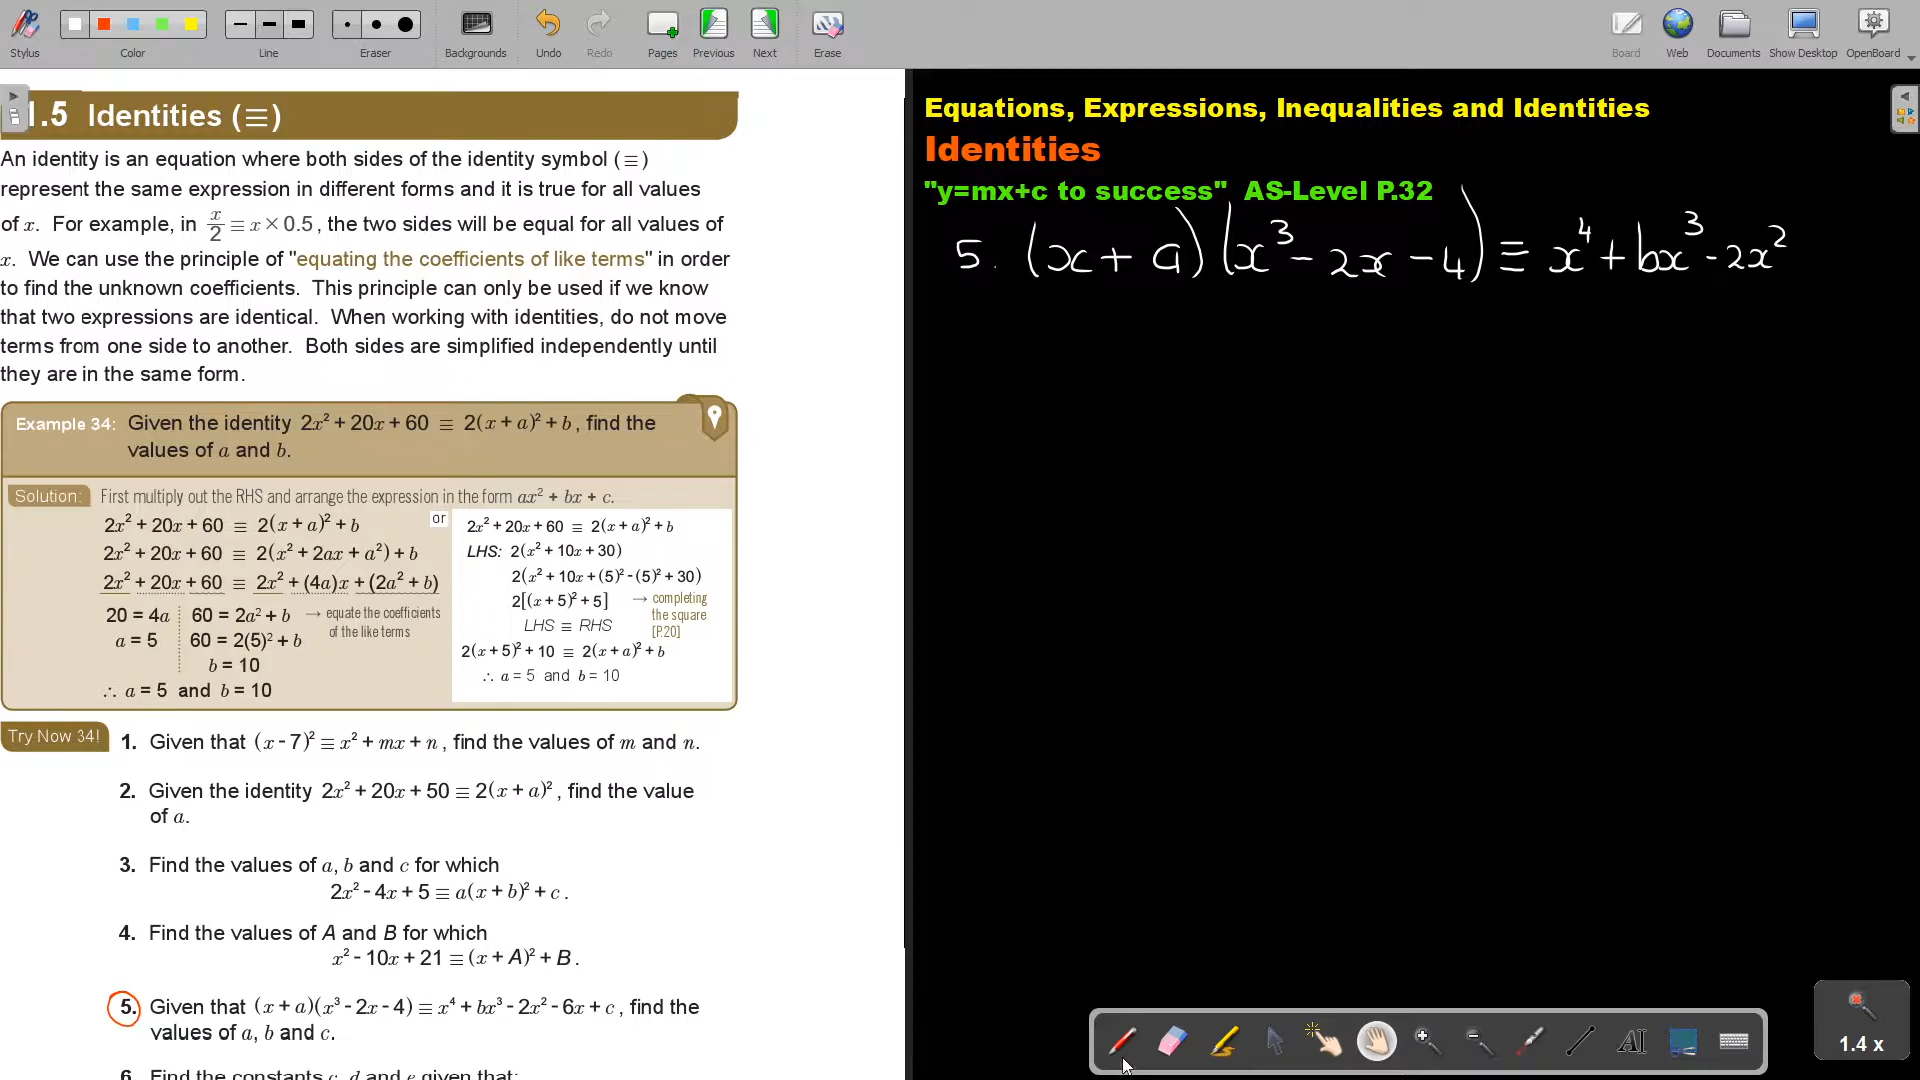 Stylus Color Line Eraser Backgrounds Undo Redo Pages Previous Next Erase Board Web Documents Show Desktop OpenBoard
1.5 Identities (≡)
An identity is an equation where both sides of the identity symbol (≡)
represent the same expression in different forms and it is true for all values
of x. For example, in x/2 ≡ x × 0.5, the two sides will be equal for all values of
x. We can use the principle of "equating the coefficients of like terms" in order
to find the unknown coefficients. This principle can only be used if we know
that two expressions are identical. When working with identities, do not move
terms from one side to another. Both sides are simplified independently until
they are in the same form.
Example 34: Given the identity 2x² + 20x + 60 ≡ 2(x + a)² + b, find the
values of a and b.
Solution: First multiply out the RHS and arrange the expression in the form ax² + bx + c.
2x² + 20x + 60 ≡ 2(x + a)² + b
2x² + 20x + 60 ≡ 2(x² + 2ax + a²) + b
2x² + 20x + 60 ≡ 2x² + (4a)x + (2a² + b)
20 = 4a 60 = 2a² + b → equate the coefficients
of the like terms
a = 5 60 = 2(5)² + b
b = 10
∴ a = 5 and b = 10
or
2x² + 20x + 60 ≡ 2(x + a)² + b
LHS: 2(x² + 10x + 30)
2(x² + 10x + (5)² - (5)² + 30)
2[(x + 5)² + 5] → completing
the square
[P.20]
LHS ≡ RHS
2(x + 5)² + 10 ≡ 2(x + a)² + b
∴ a = 5 and b = 10
Try Now 34!
1. Given that (x - 7)² ≡ x² + mx + n, find the values of m and n.
2. Given the identity 2x² + 20x + 50 ≡ 2(x + a)², find the value
of a.
3. Find the values of a, b and c for which
2x² - 4x + 5 ≡ a(x + b)² + c.
4. Find the values of A and B for which
x² - 10x + 21 ≡ (x + A)² + B.
5. Given that (x + a)(x³ - 2x - 4) ≡ x⁴ + bx³ - 2x² - 6x + c, find the
values of a, b and c.
6. Find the constants c, d and e given that:
Equations, Expressions, Inequalities and Identities
Identities
"y=mx+c to success" AS-Level P.32
5. (x + a)(x³ - 2x - 4) ≡ x⁴ + bx³ - 2x²
AI
1.4 x